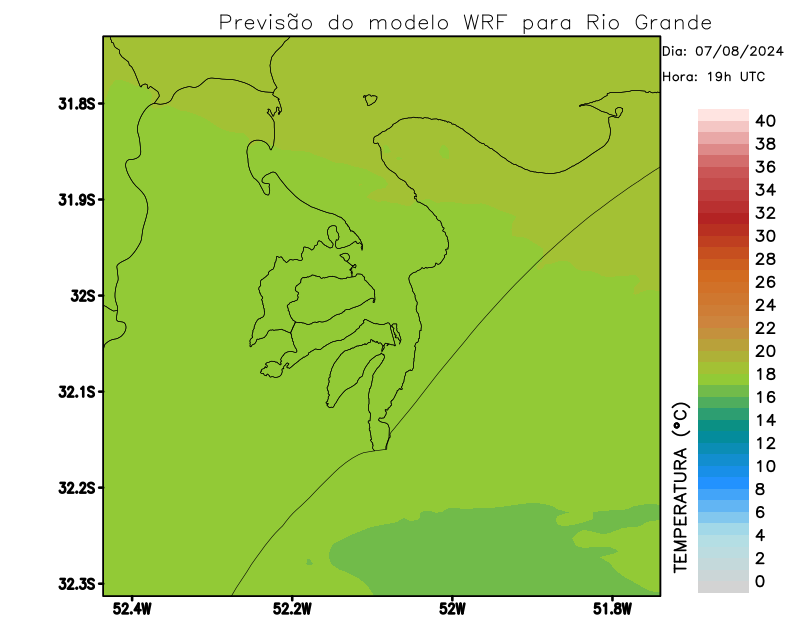 Previsão do modelo WRF para Rio Grande
Dia: 07/08/2024
Hora: 19h UTC
31.8S
31.9S
32S
32.1S
32.2S
32.3S
52.4W
52.2W
52W
51.8W
TEMPERATURA (°C)
40
38
36
34
32
30
28
26
24
22
20
18
16
14
12
10
8
6
4
2
0